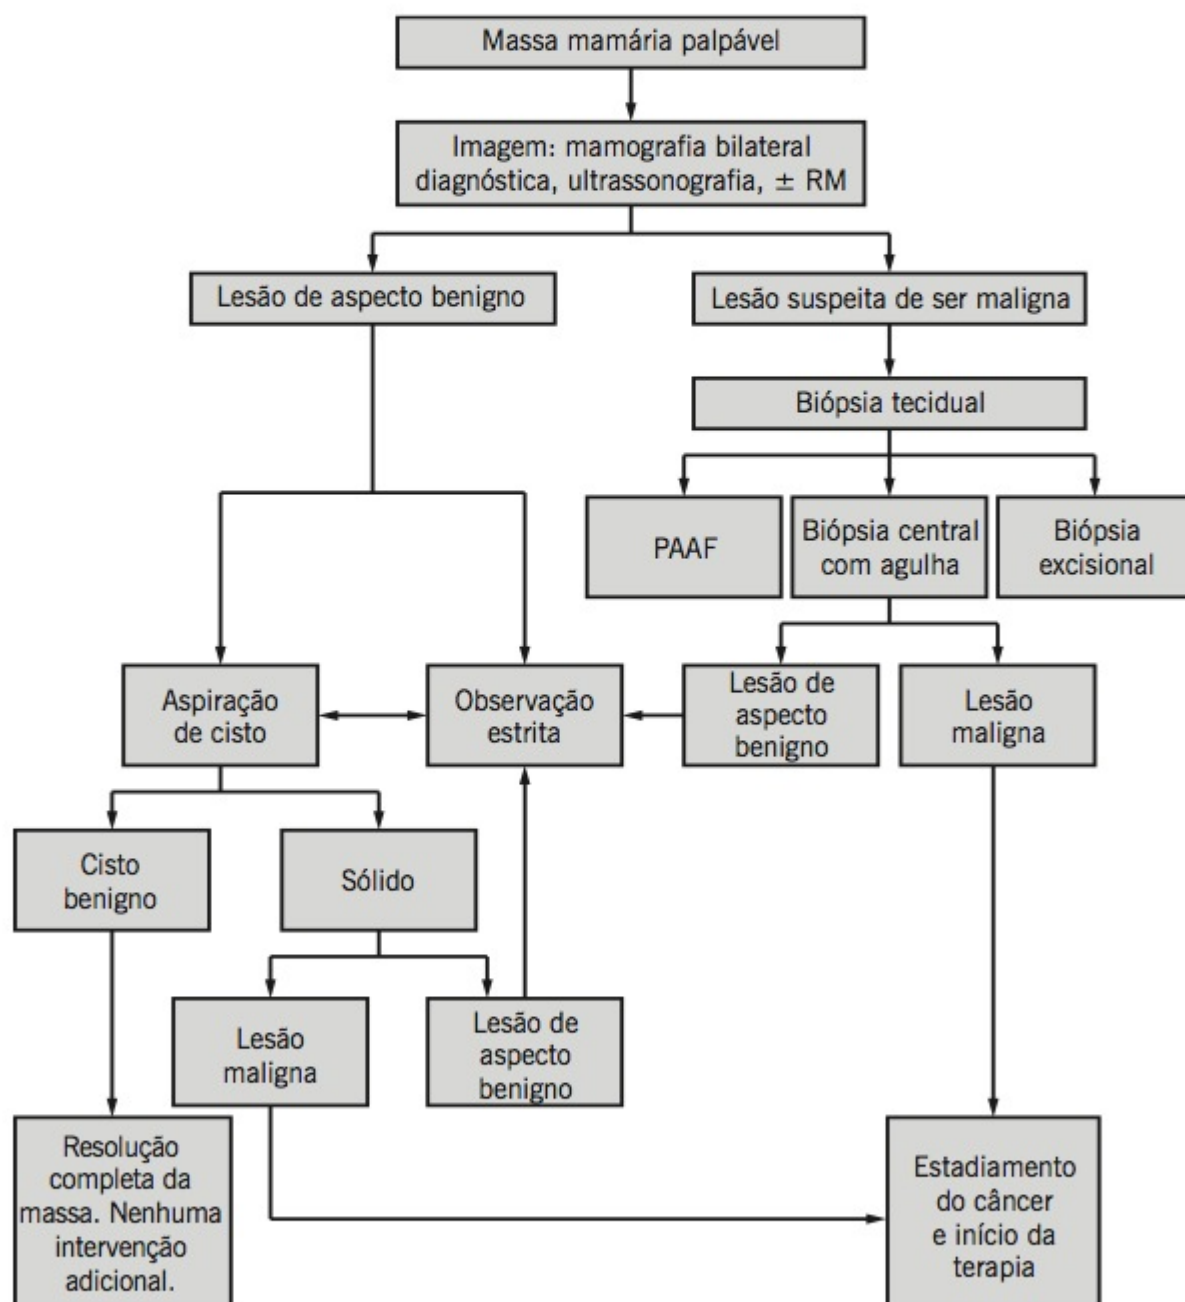 Massa mamária palpável
Imagem: mamografia bilateral
diagnóstica, ultrassonografia, ± RM
Lesão de aspecto benigno
Lesão suspeita de ser maligna
Biópsia tecidual
PAAF
Biópsia central
com agulha
Biópsia
excisional
Aspiração
de cisto
Observação
estrita
Lesão de
aspecto
benigno
Lesão
maligna
Cisto
benigno
Sólido
Lesão
maligna
Lesão de
aspecto
benigno
Resolução
completa da
massa. Nenhuma
intervenção
adicional.
Estadiamento
do câncer
e início da
terapia